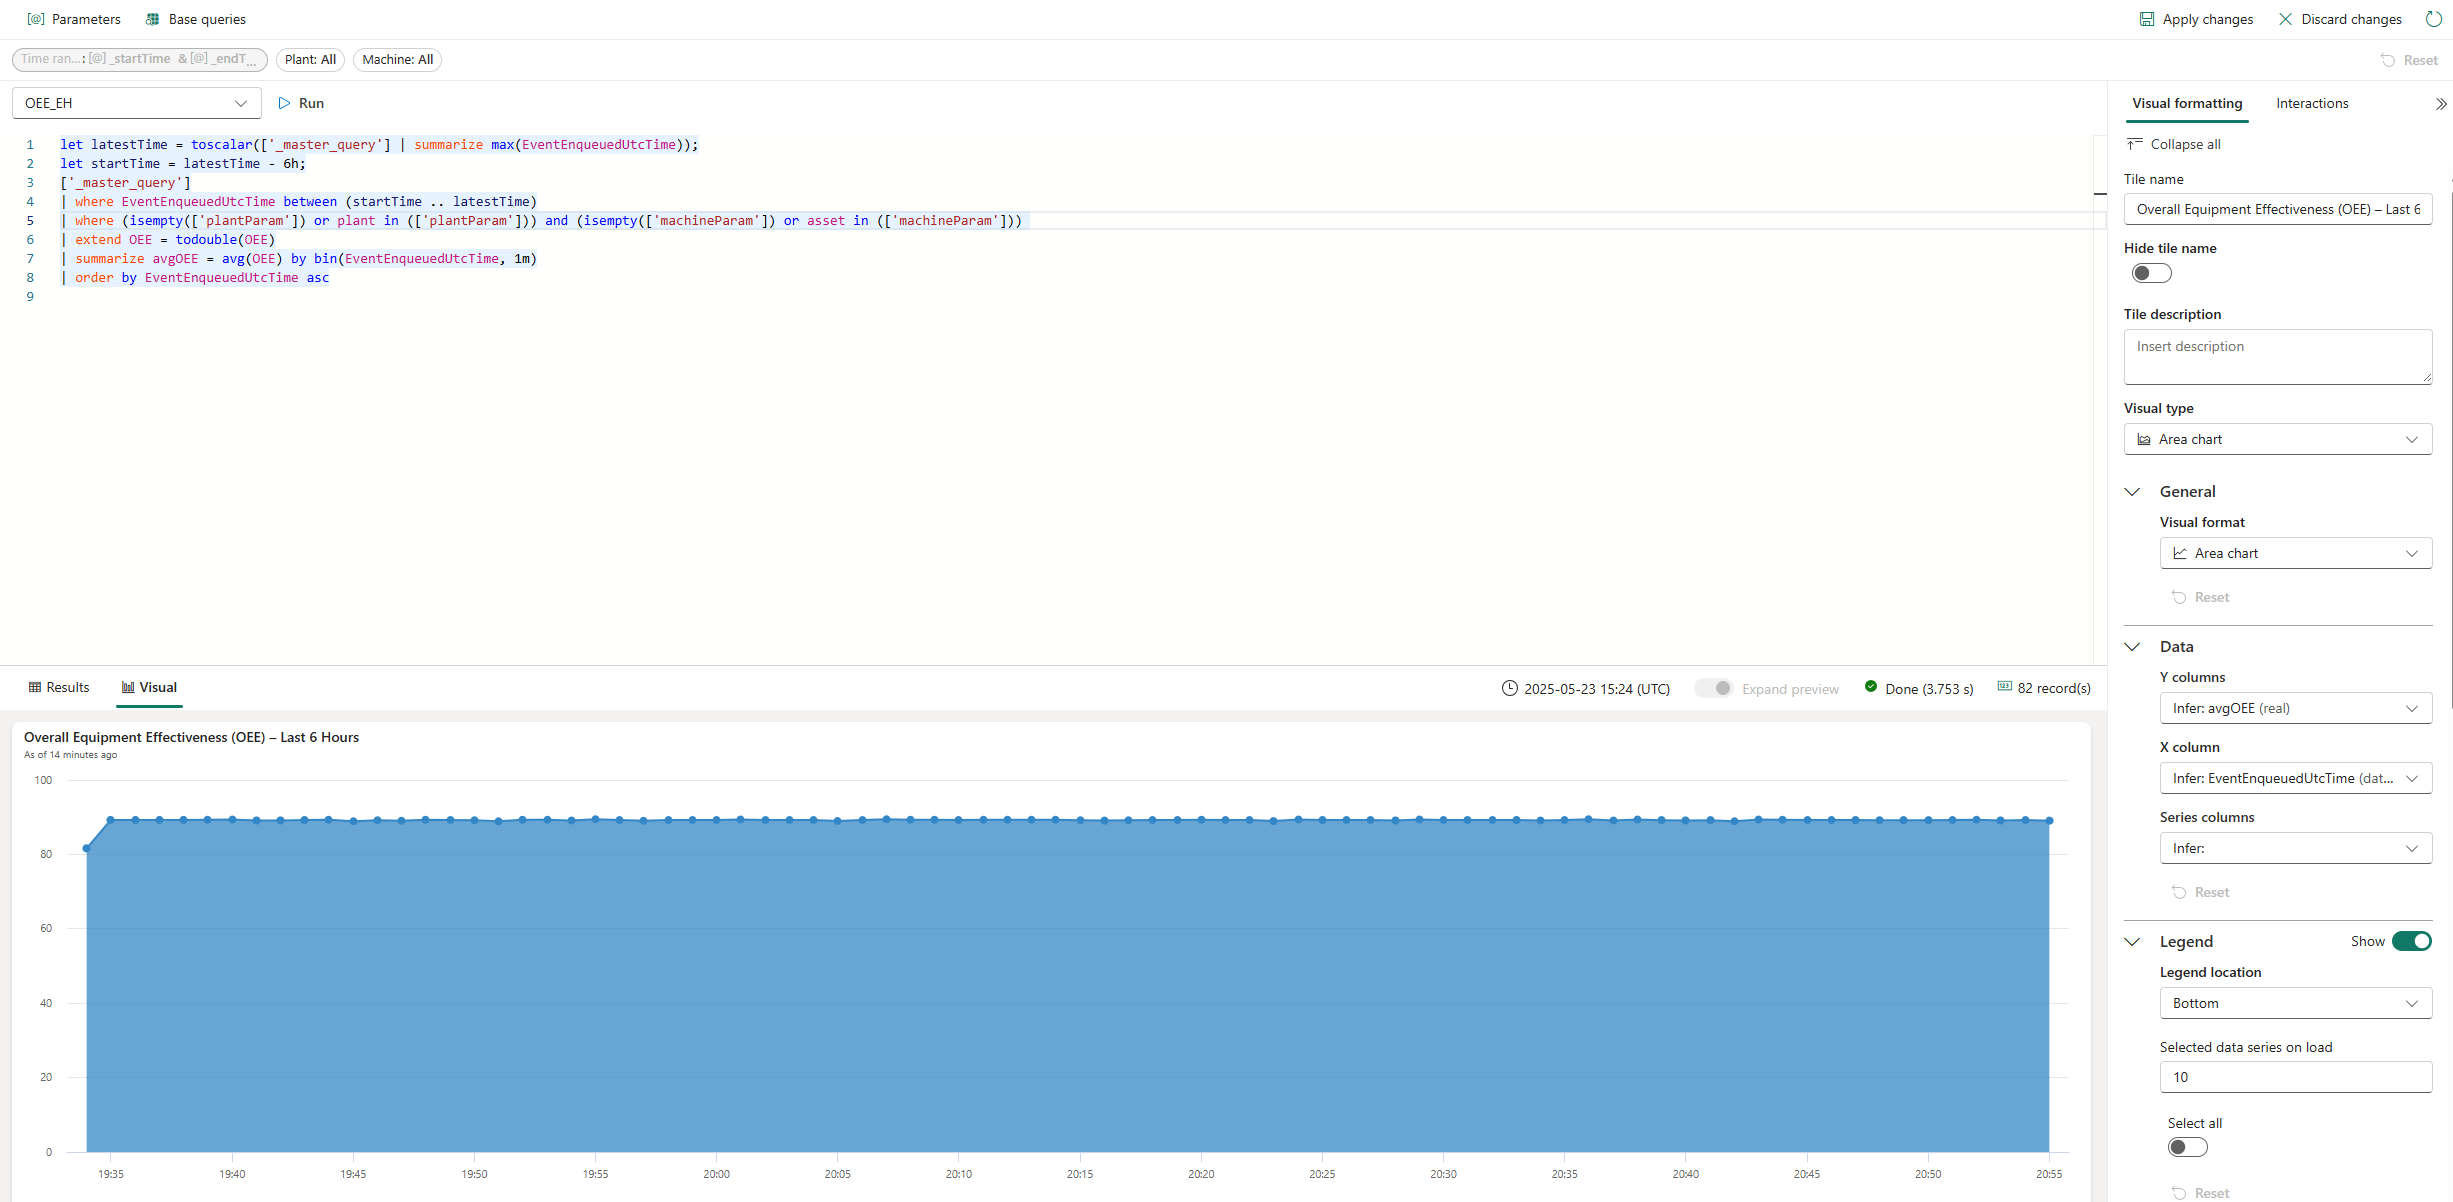 [@] Parameters Base queries
Apply changes Discard changes
Time ran...: [@] _startTime & [@] _endT... Plant: All Machine: All
Reset
OEE_EH Run
1 let latestTime = toscalar(['_master_query'] | summarize max(EventEnqueuedUtcTime));
2 let startTime = latestTime - 6h;
3 ['_master_query']
4 | where EventEnqueuedUtcTime between (startTime .. latestTime)
5 | where (isempty(['plantParam']) or plant in (['plantParam'])) and (isempty(['machineParam']) or asset in (['machineParam']))
6 | extend OEE = todouble(OEE)
7 | summarize avgOEE = avg(OEE) by bin(EventEnqueuedUtcTime, 1m)
8 | order by EventEnqueuedUtcTime asc
9
Results Visual
2025-05-23 15:24 (UTC) Expand preview Done (3.753 s) 82 record(s)
Overall Equipment Effectiveness (OEE) – Last 6 Hours
As of 14 minutes ago
100
80
60
40
20
0
19:35 19:40 19:45 19:50 19:55 20:00 20:05 20:10 20:15 20:20 20:25 20:30 20:35 20:40 20:45 20:50 20:55
Visual formatting Interactions
Collapse all
Tile name
Overall Equipment Effectiveness (OEE) – Last 6
Hide tile name
Tile description
Insert description
Visual type
Area chart
General
Visual format
Area chart
Reset
Data
Y columns
Infer: avgOEE (real)
X column
Infer: EventEnqueuedUtcTime (dat...
Series columns
Infer:
Reset
Legend Show
Legend location
Bottom
Selected data series on load
10
Select all
Reset